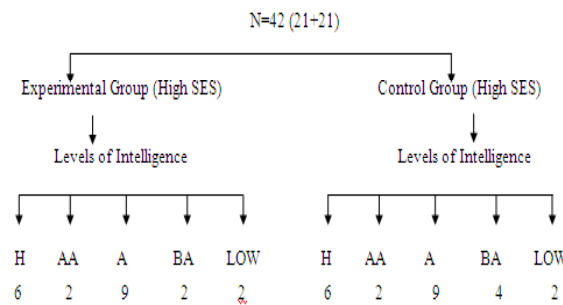 N=42 (21+21)
Experimental Group (High SES) Control Group (High SES)
Levels of Intelligence Levels of Intelligence
H AA A BA LOW H AA A BA LOW
6 2 9 2 2 6 2 9 4 2